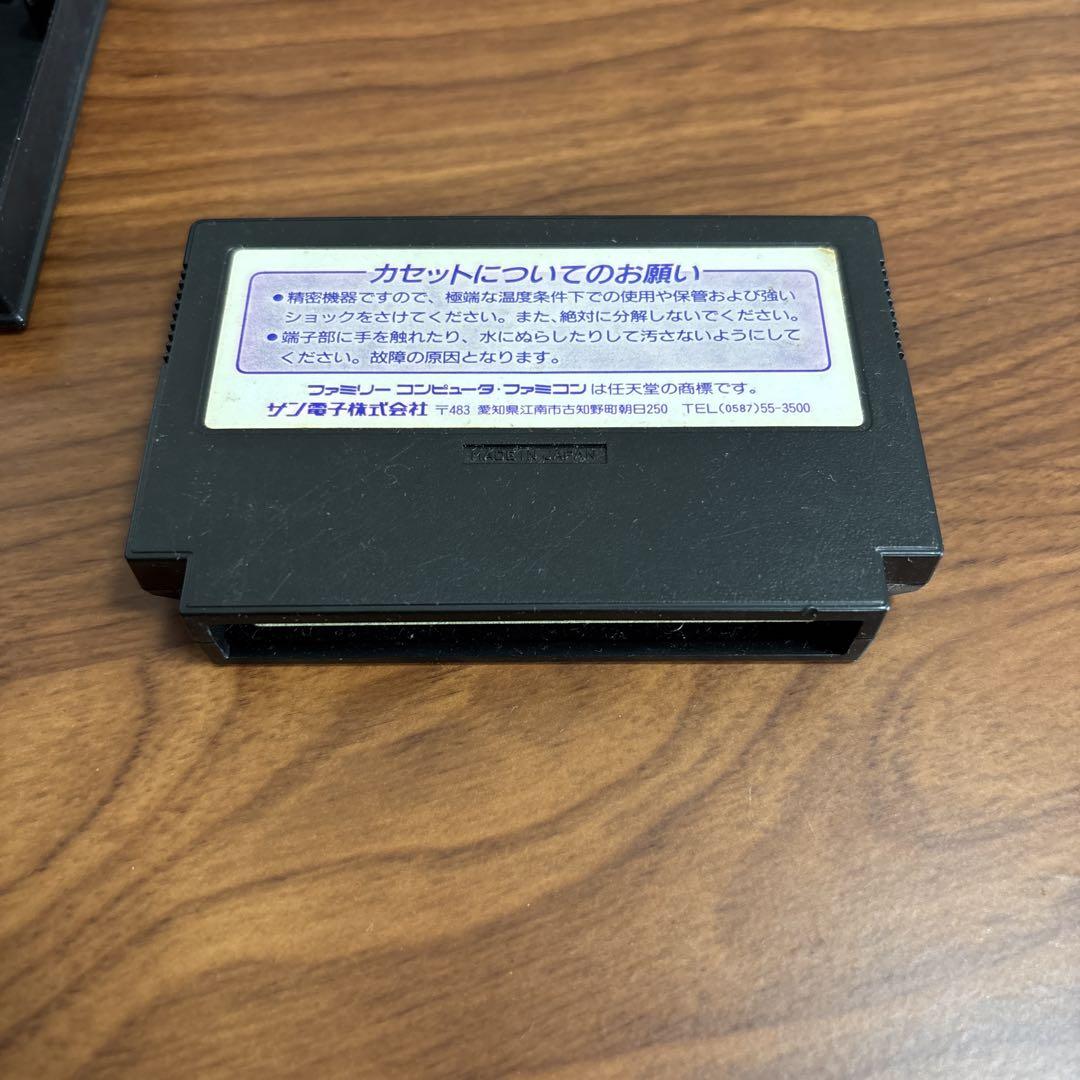 カセットについてのお願い
●精密機器ですので、極端な温度条件下での使用や保管および強い
ショックをさけてください。また、絶対に分解しないでください。
●端子部に手を触れたり、水にぬらしたりして汚さないようにして
ください。故障の原因となります。
ファミリー コンピュータ・ファミコンは任天堂の商標です。
サン電子株式会社 〒483 愛知県江南市古知野町朝日250 TEL(0587)55-3500
MADE IN JAPAN